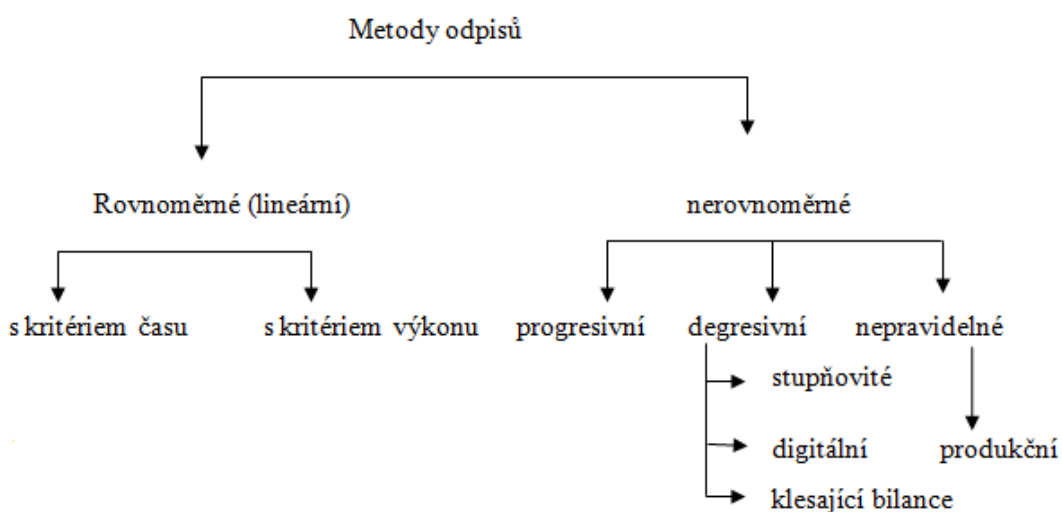 Metody odpisů
Rovnoměrné (lineární)
nerovnoměrné
s kritériem času
s kritériem výkonu
progresivní
degresivní
nepravidelné
stupňovité
digitální
produkční
klesající bilance